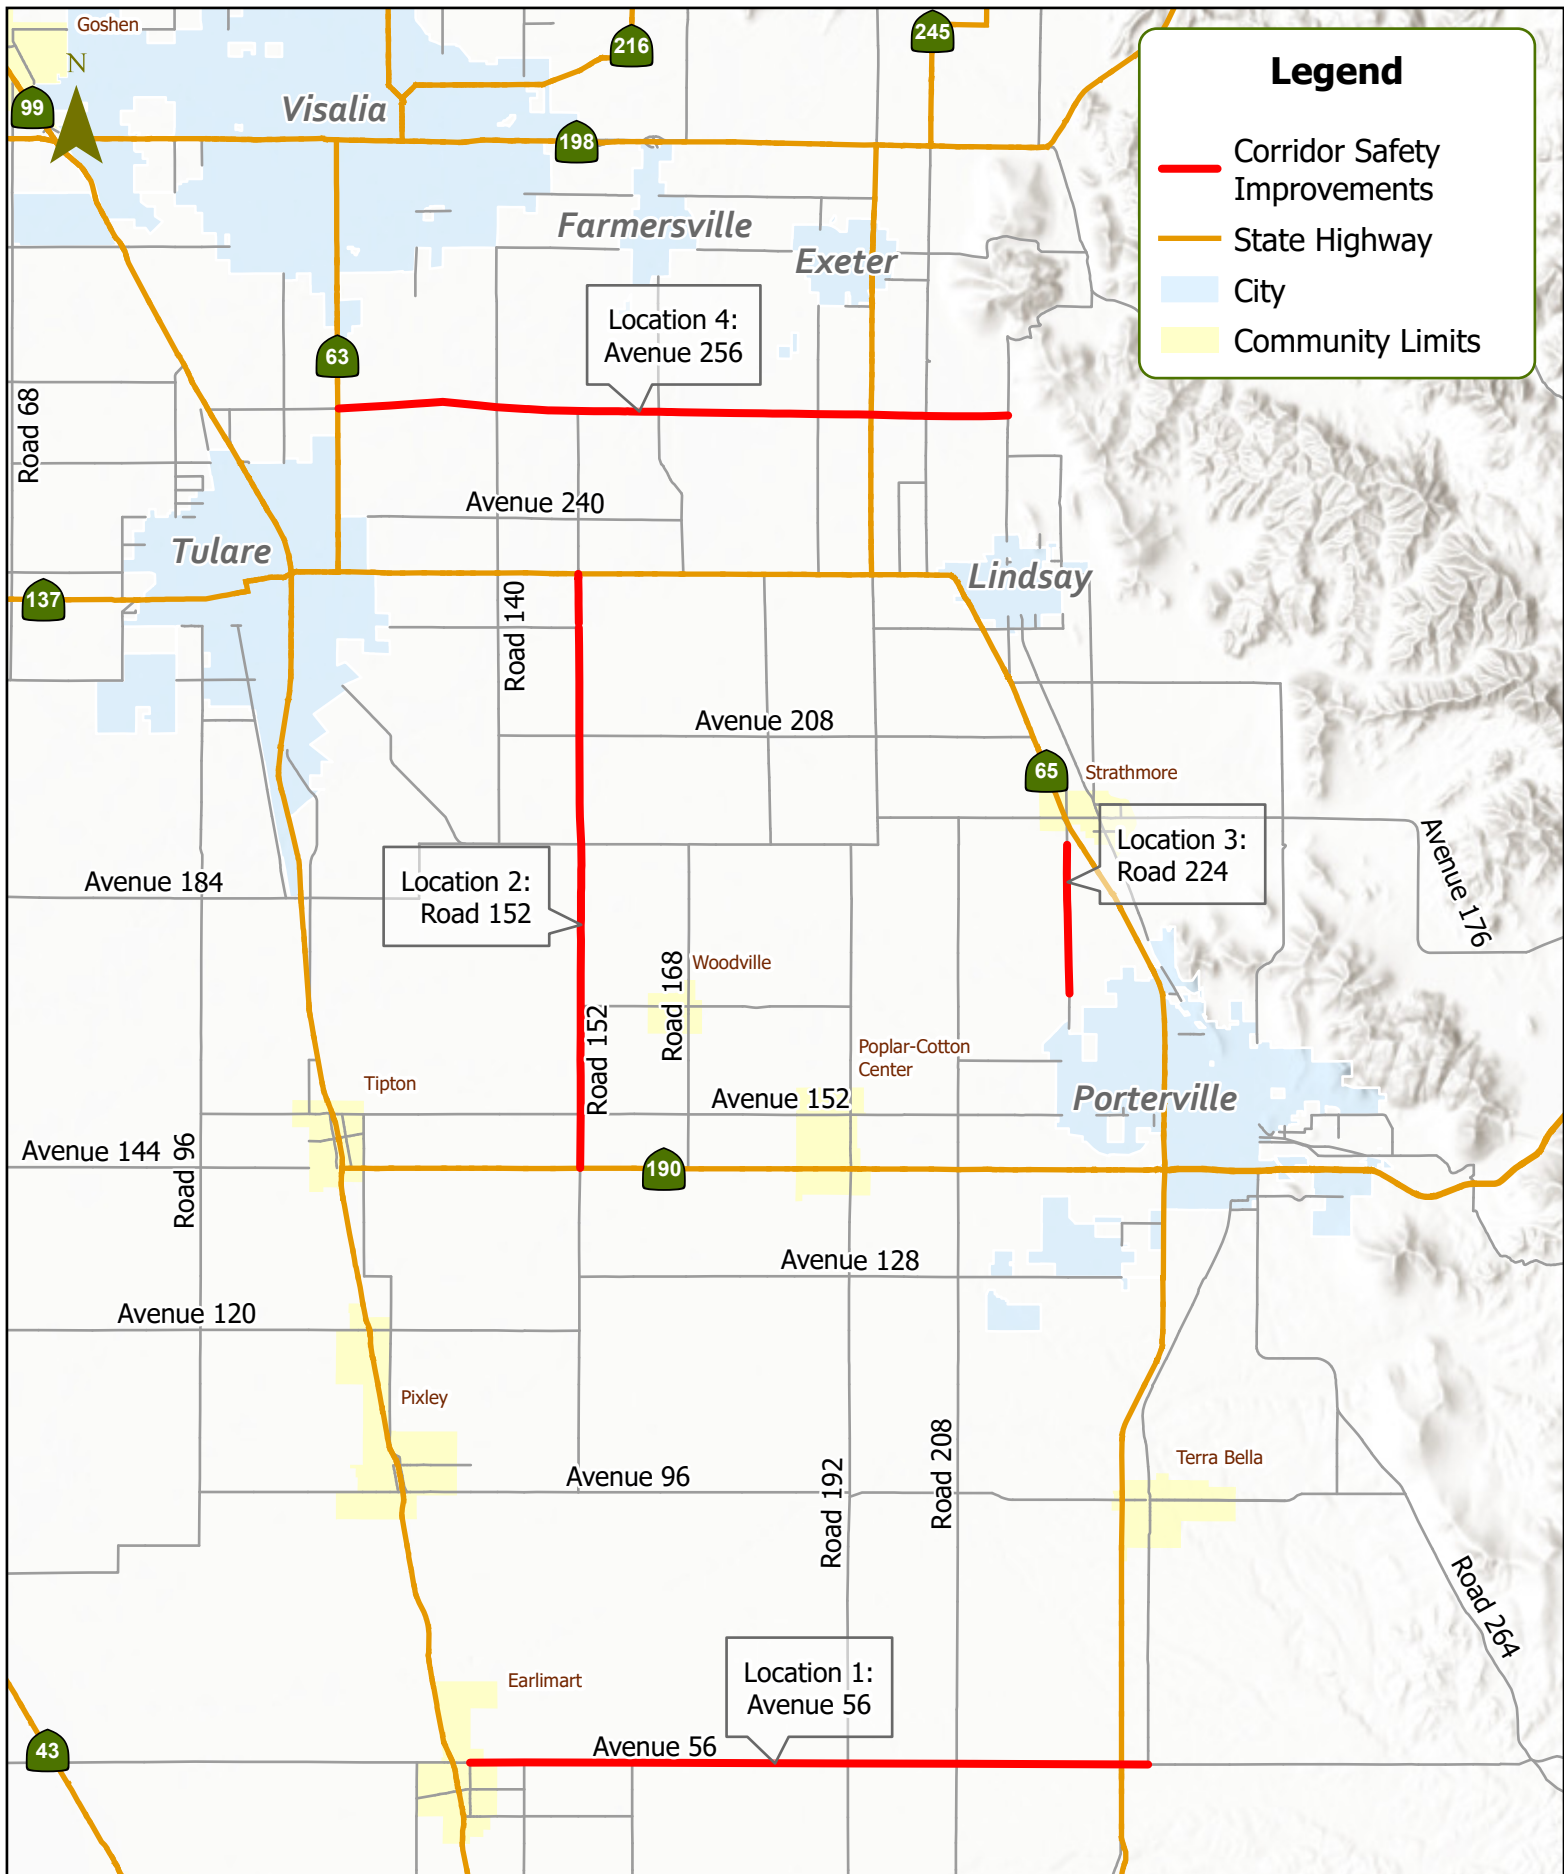 Goshen
N
99
216
245
Visalia
198
Legend
Corridor Safety
Improvements
State Highway
City
Community Limits
Farmersville
Exeter
Location 4:
Avenue 256
63
Road 68
Avenue 240
Tulare
137
Road 140
Lindsay
Avenue 208
65
Strathmore
Location 3:
Road 224
Avenue 176
Avenue 184
Location 2:
Road 152
Woodville
Road 168
Road 152
Poplar-Cotton
Center
Tipton
Avenue 152
Porterville
Avenue 144
Road 96
190
Avenue 128
Avenue 120
Pixley
Avenue 96
Road 192
Road 208
Terra Bella
Road 264
Earlimart
Location 1:
Avenue 56
Avenue 56
43